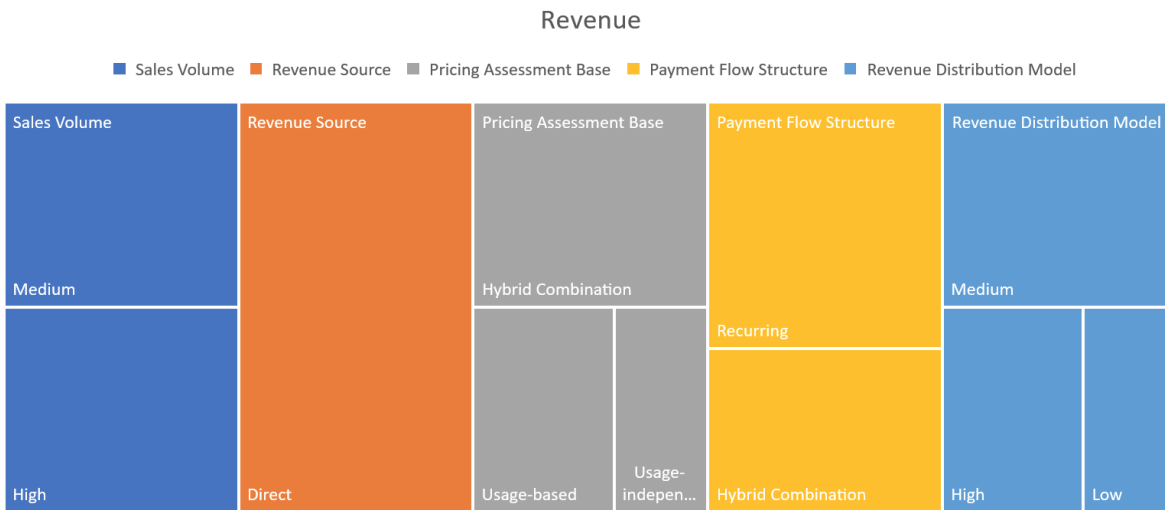 Revenue
Sales Volume Revenue Source Pricing Assessment Base Payment Flow Structure Revenue Distribution Model
Sales Volume
Medium
High
Revenue Source
Direct
Pricing Assessment Base
Hybrid Combination
Usage-based
Usage-
indepen...
Payment Flow Structure
Recurring
Hybrid Combination
Revenue Distribution Model
Medium
High
Low